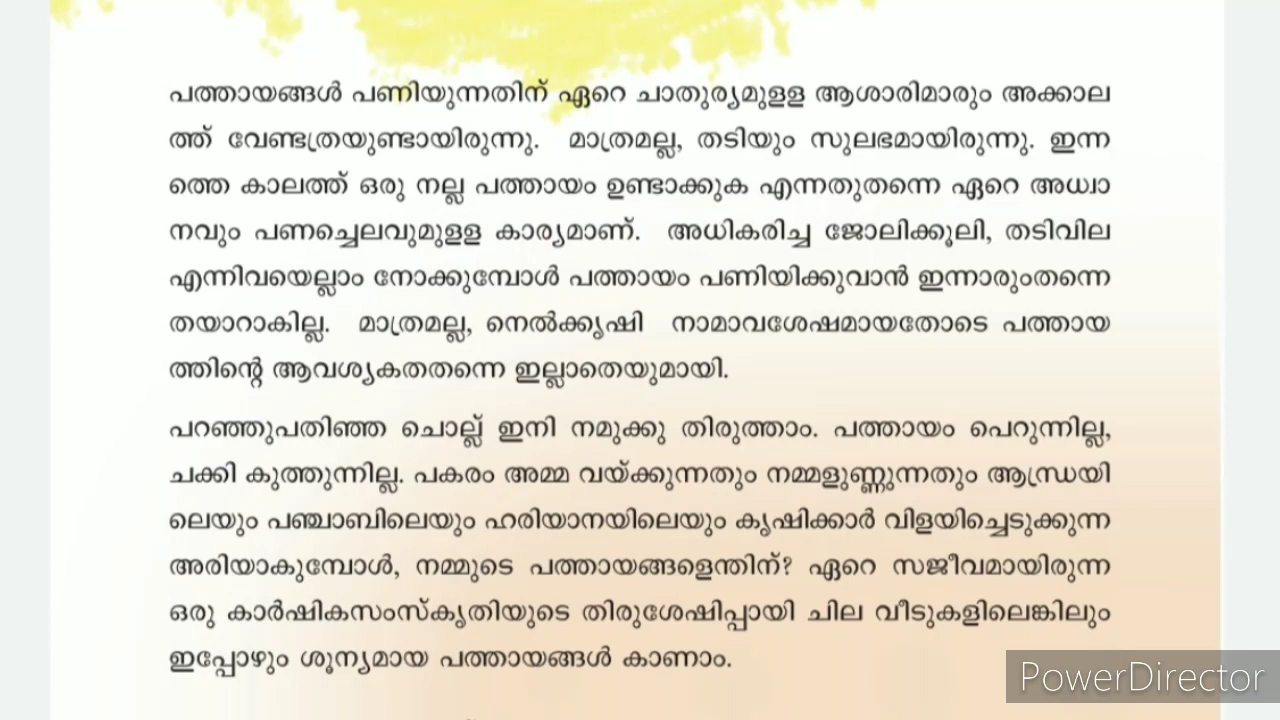 പത്തായങ്ങൾ പണിയുന്നതിന് ഏറെ ചാതുര്യമുളള ആശാരിമാരും അക്കാല
ത്ത് വേണ്ടത്രയുണ്ടായിരുന്നു. മാത്രമല്ല, തടിയും സുലഭമായിരുന്നു. ഇന്ന
ത്തെ കാലത്ത് ഒരു നല്ല പത്തായം ഉണ്ടാക്കുക എന്നതുതന്നെ ഏറെ അധ്വാ
നവും പണച്ചെലവുമുളള കാര്യമാണ്. അധികരിച്ച ജോലിക്കൂലി, തടിവില
എന്നിവയെല്ലാം നോക്കുമ്പോൾ പത്തായം പണിയിക്കുവാൻ ഇന്നാരുംതന്നെ
തയാറാകില്ല. മാത്രമല്ല, നെൽക്കൃഷി നാമാവശേഷമായതോടെ പത്തായ
ത്തിന്റെ ആവശ്യകതതന്നെ ഇല്ലാതെയുമായി.
പറഞ്ഞുപതിഞ്ഞ ചൊല്ല് ഇനി നമുക്കു തിരുത്താം. പത്തായം പെറുന്നില്ല,
ചക്കി കുത്തുന്നില്ല. പകരം അമ്മ വയ്ക്കുന്നതും നമ്മളുണ്ണുന്നതും ആന്ധ്രയി
ലെയും പഞ്ചാബിലെയും ഹരിയാനയിലെയും കൃഷിക്കാർ വിളയിച്ചെടുക്കുന്ന
അരിയാകുമ്പോൾ, നമ്മുടെ പത്തായങ്ങളെന്തിന്? ഏറെ സജീവമായിരുന്ന
ഒരു കാർഷികസംസ്കൃതിയുടെ തിരുശേഷിപ്പായി ചില വീടുകളിലെങ്കിലും
ഇപ്പോഴും ശൂന്യമായ പത്തായങ്ങൾ കാണാം.
PowerDirector